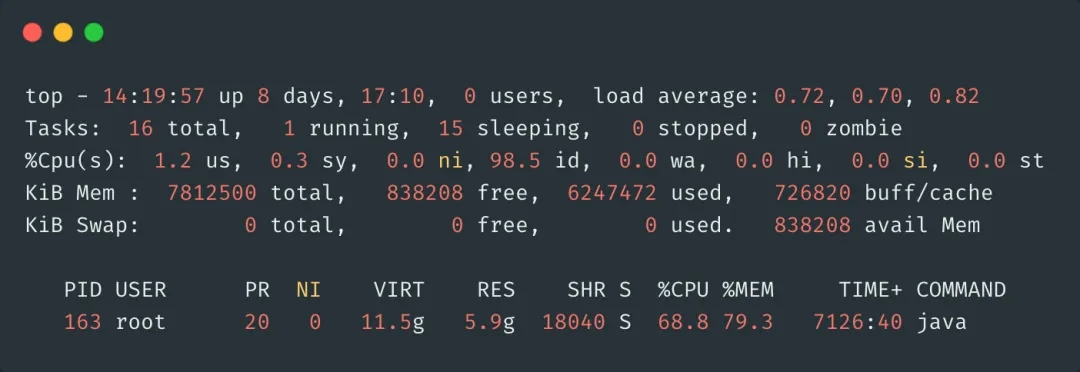 top - 14:19:57 up 8 days, 17:10,  0 users,  load average: 0.72, 0.70, 0.82
Tasks:  16 total,   1 running,  15 sleeping,   0 stopped,   0 zombie
%Cpu(s):  1.2 us,  0.3 sy,  0.0 ni, 98.5 id,  0.0 wa,  0.0 hi,  0.0 si,  0.0 st
KiB Mem :  7812500 total,   838208 free,  6247472 used,   726820 buff/cache
KiB Swap:        0 total,        0 free,        0 used.   838208 avail Mem
PID USER      PR  NI    VIRT    RES    SHR S  %CPU %MEM     TIME+ COMMAND
163 root      20   0   11.5g   5.9g  18040 S  68.8 79.3   7126:40 java